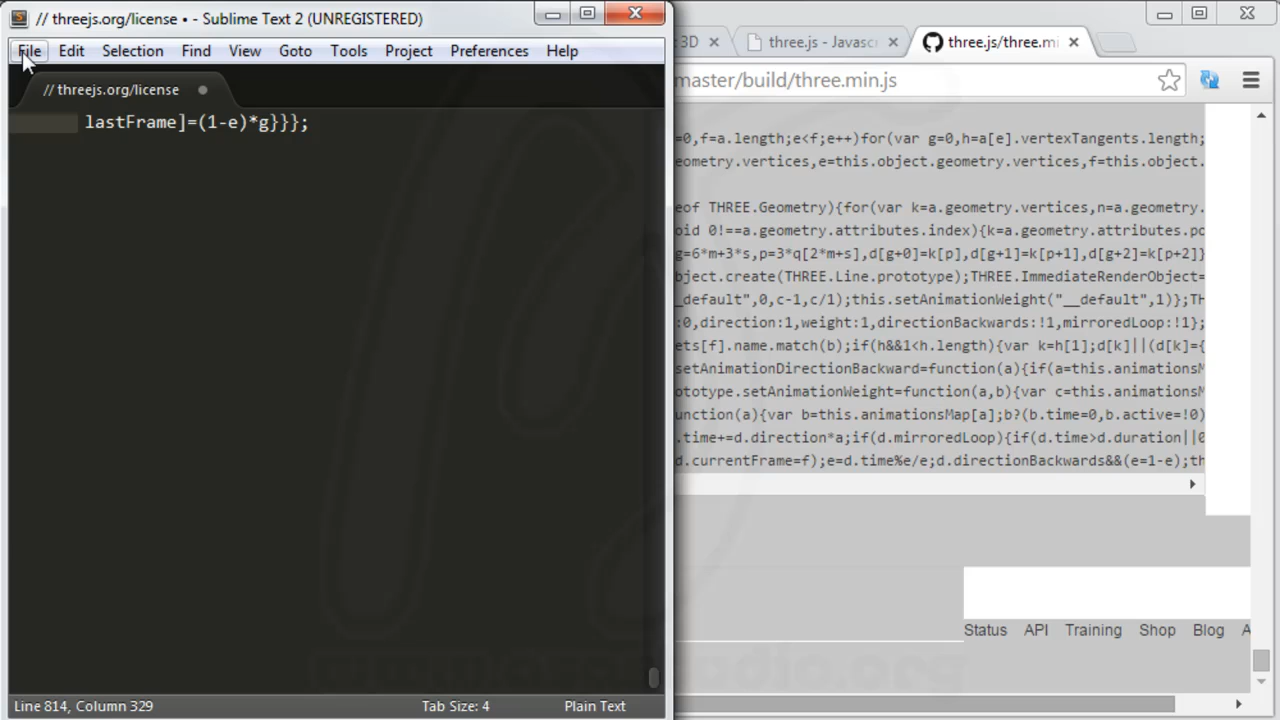 // threejs.org/license • - Sublime Text 2 (UNREGISTERED)
File Edit Selection Find View Goto Tools Project Preferences Help
// threejs.org/license
lastFrame]=(1-e)*g}}};
Line 814, Column 329 Tab Size: 4 Plain Text
3D three.js - Javasc three.js/three.mi
master/build/three.min.js
=0,f=a.length;e<f;e++)for(var g=0,h=a[e].vertexTangents.length;
eometry.vertices,e=this.object.geometry.vertices,f=this.object.
eof THREE.Geometry){for(var k=a.geometry.vertices,n=a.geometry.
oid 0!==a.geometry.attributes.index){k=a.geometry.attributes.po
g=6*m+3*s,p=3*q[2*m+s],d[g+0]=k[p],d[g+1]=k[p+1],d[g+2]=k[p+2]}
bject.create(THREE.Line.prototype);THREE.ImmediateRenderObject=
_default",0,c-1,c/1);this.setAnimationWeight("__default",1)};TH
:0,direction:1,weight:1,directionBackwards:!1,mirroredLoop:!1};
ets[f].name.match(b);if(h&&1<h.length){var k=h[1];d[k]||(d[k]={
setAnimationDirectionBackward=function(a){if(a=this.animationsM
ototype.setAnimationWeight=function(a,b){var c=this.animationsM
unction(a){var b=this.animationsMap[a];b?(b.time=0,b.active=!0)
.time+=d.direction*a;if(d.mirroredLoop){if(d.time>d.duration||0
d.currentFrame=f);e=d.time%e/e;d.directionBackwards&&(e=1-e);th
Status API Training Shop Blog A